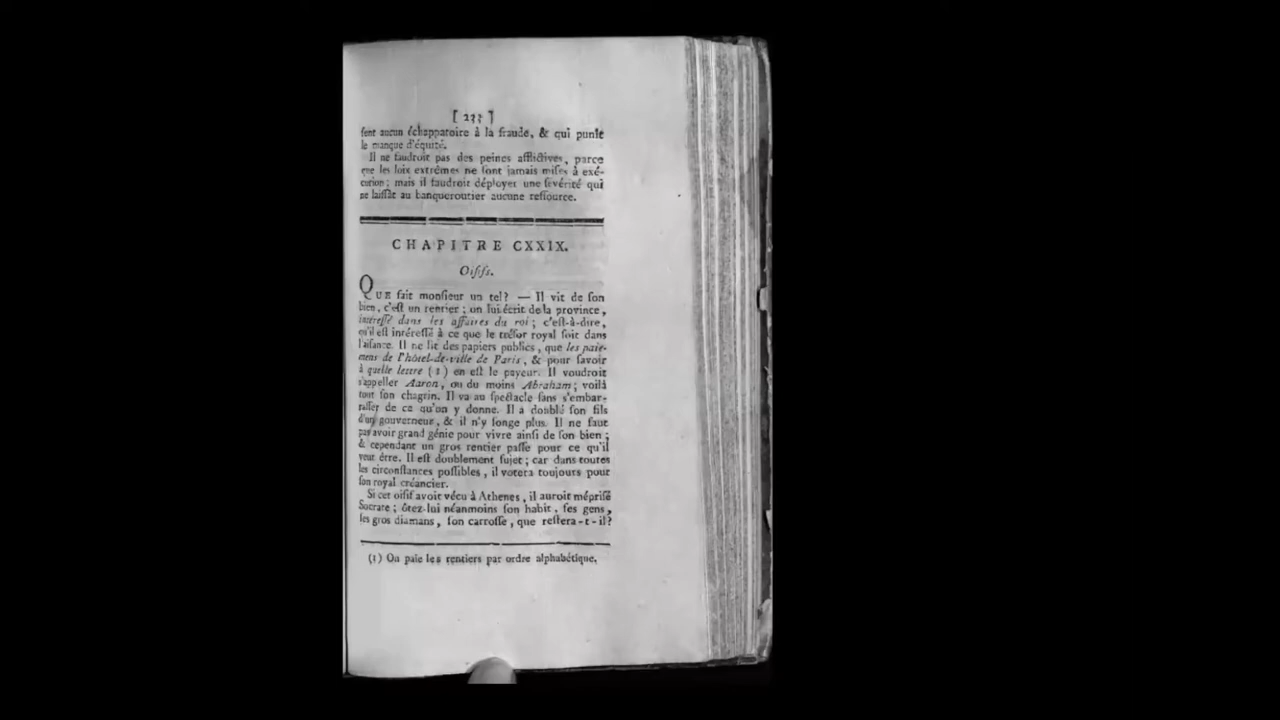 [ 233 ]
ſent aucun échappatoire à la fraude, & qui punît
le manque d'équité.
Il ne faudroit pas des peines afflictives, parce
que les loix extrêmes ne ſont jamais miſes à exé-
cution; mais il faudroit déployer une ſévérité qui
ne laiſſât au banqueroutier aucune reſſource.
CHAPITRE CXXIX.
Oiſifs.
QUE fait monſieur un tel? — Il vit de ſon
bien, c'eſt un rentier; on lui écrit de la province,
intéreſſé dans les affaires du roi; c'eſt-à-dire,
qu'il eſt intéreſſé à ce que le tréſor royal ſoit dans
l'aiſance. Il ne lit des papiers publics, que les paie-
mens de l'hôtel-de-ville de Paris, & pour ſavoir
à quelle lettre (1) en eſt le payeur. Il voudroit
s'appeller Aaron, ou du moins Abraham; voilà
tout ſon chagrin. Il va au ſpectacle ſans s'embar-
raſſer de ce qu'on y donne. Il a doublé ſon fils
d'un gouverneur, & il n'y ſonge plus. Il ne faut
pas avoir grand génie pour vivre ainſi de ſon bien;
& cependant un gros rentier paſſe pour ce qu'il
veut être. Il eſt doublement ſujet; car dans toutes
les circonſtances poſſibles, il votera toujours pour
ſon royal créancier.
Si cet oiſif avoit vécu à Athenes, il auroit mépriſé
Socrate; ôtez-lui néanmoins ſon habit, ſes gens,
ſes gros diamans, ſon carroſſe, que reſtera-t-il?
(1) On paie les rentiers par ordre alphabétique.